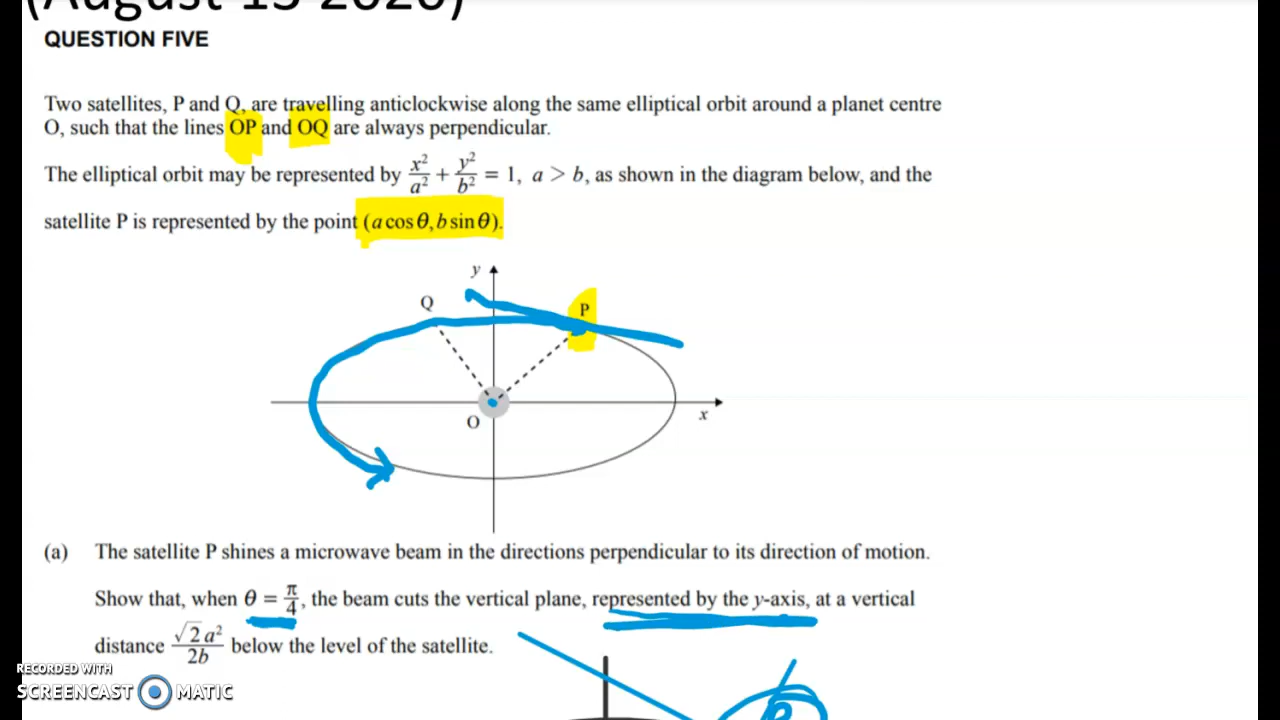 (August 13 2020)
QUESTION FIVE
Two satellites, P and Q, are travelling anticlockwise along the same elliptical orbit around a planet centre
O, such that the lines OP and OQ are always perpendicular.
The elliptical orbit may be represented by x²/a² + y²/b² = 1, a > b, as shown in the diagram below, and the
satellite P is represented by the point (a cos θ, b sin θ).
y
Q
P
O
x
(a) The satellite P shines a microwave beam in the directions perpendicular to its direction of motion.
Show that, when θ = π/4, the beam cuts the vertical plane, represented by the y-axis, at a vertical
distance √2a²/2b below the level of the satellite.
RECORDED WITH
SCREENCAST MATIC